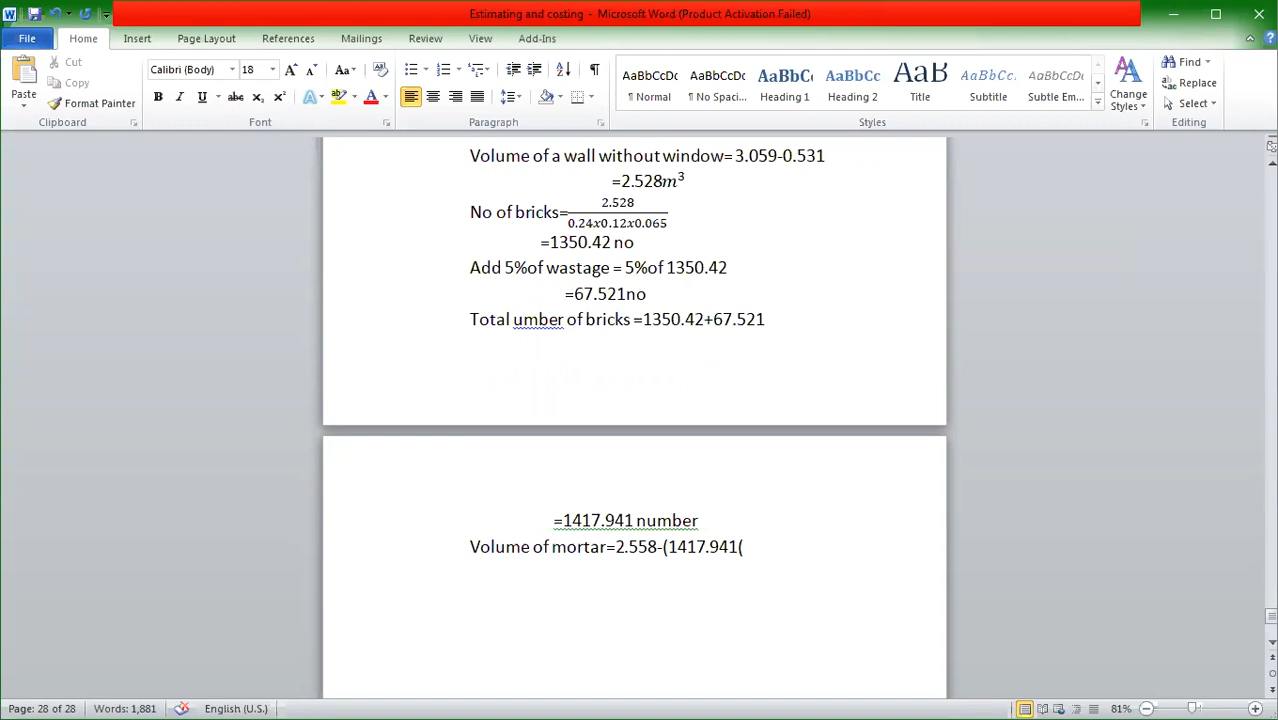 Estimating and costing - Microsoft Word (Product Activation Failed)
File Home Insert Page Layout References Mailings Review View Add-Ins
Paste
Cut
Copy
Format Painter
Calibri (Body) 18
AaBbCcDc AaBbCcDc AaBbC AaBbCc AaB AaBbCcDc AaBbCcDc
¶ Normal ¶ No Spaci... Heading 1 Heading 2 Title Subtitle Subtle Em...
Change Styles
Find
Replace
Select
Clipboard Font Paragraph Styles Editing
Volume of a wall without window= 3.059-0.531
=2.528m³
No of bricks= 2.528
0.24x0.12x0.065
=1350.42 no
Add 5%of wastage = 5%of 1350.42
=67.521no
Total umber of bricks =1350.42+67.521
=1417.941 number
Volume of mortar=2.558-(1417.941(
Page: 28 of 28 Words: 1,881 English (U.S.) 81%